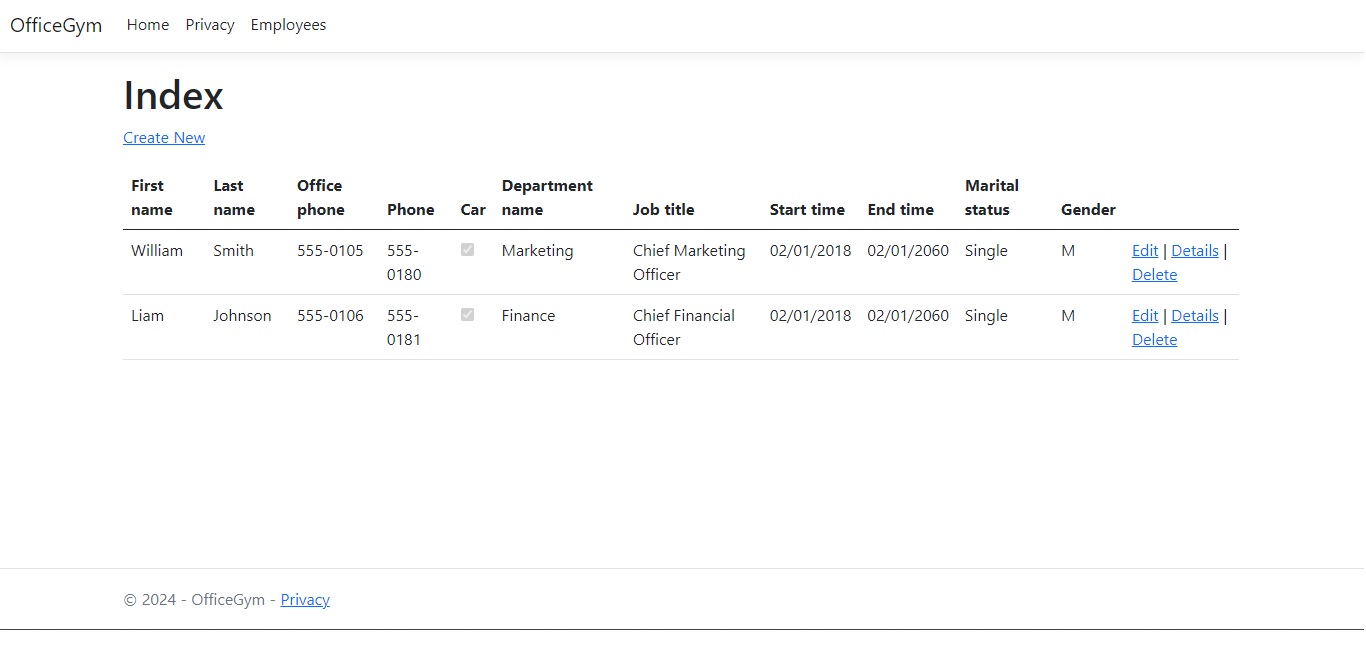 OfficeGym Home Privacy Employees
Index
Create New
First name Last name Office phone Phone Car Department name Job title Start time End time Marital status Gender
William Smith 555-0105 555-0180 Marketing Chief Marketing Officer 02/01/2018 02/01/2060 Single M Edit | Details | Delete
Liam Johnson 555-0106 555-0181 Finance Chief Financial Officer 02/01/2018 02/01/2060 Single M Edit | Details | Delete
© 2024 - OfficeGym - Privacy